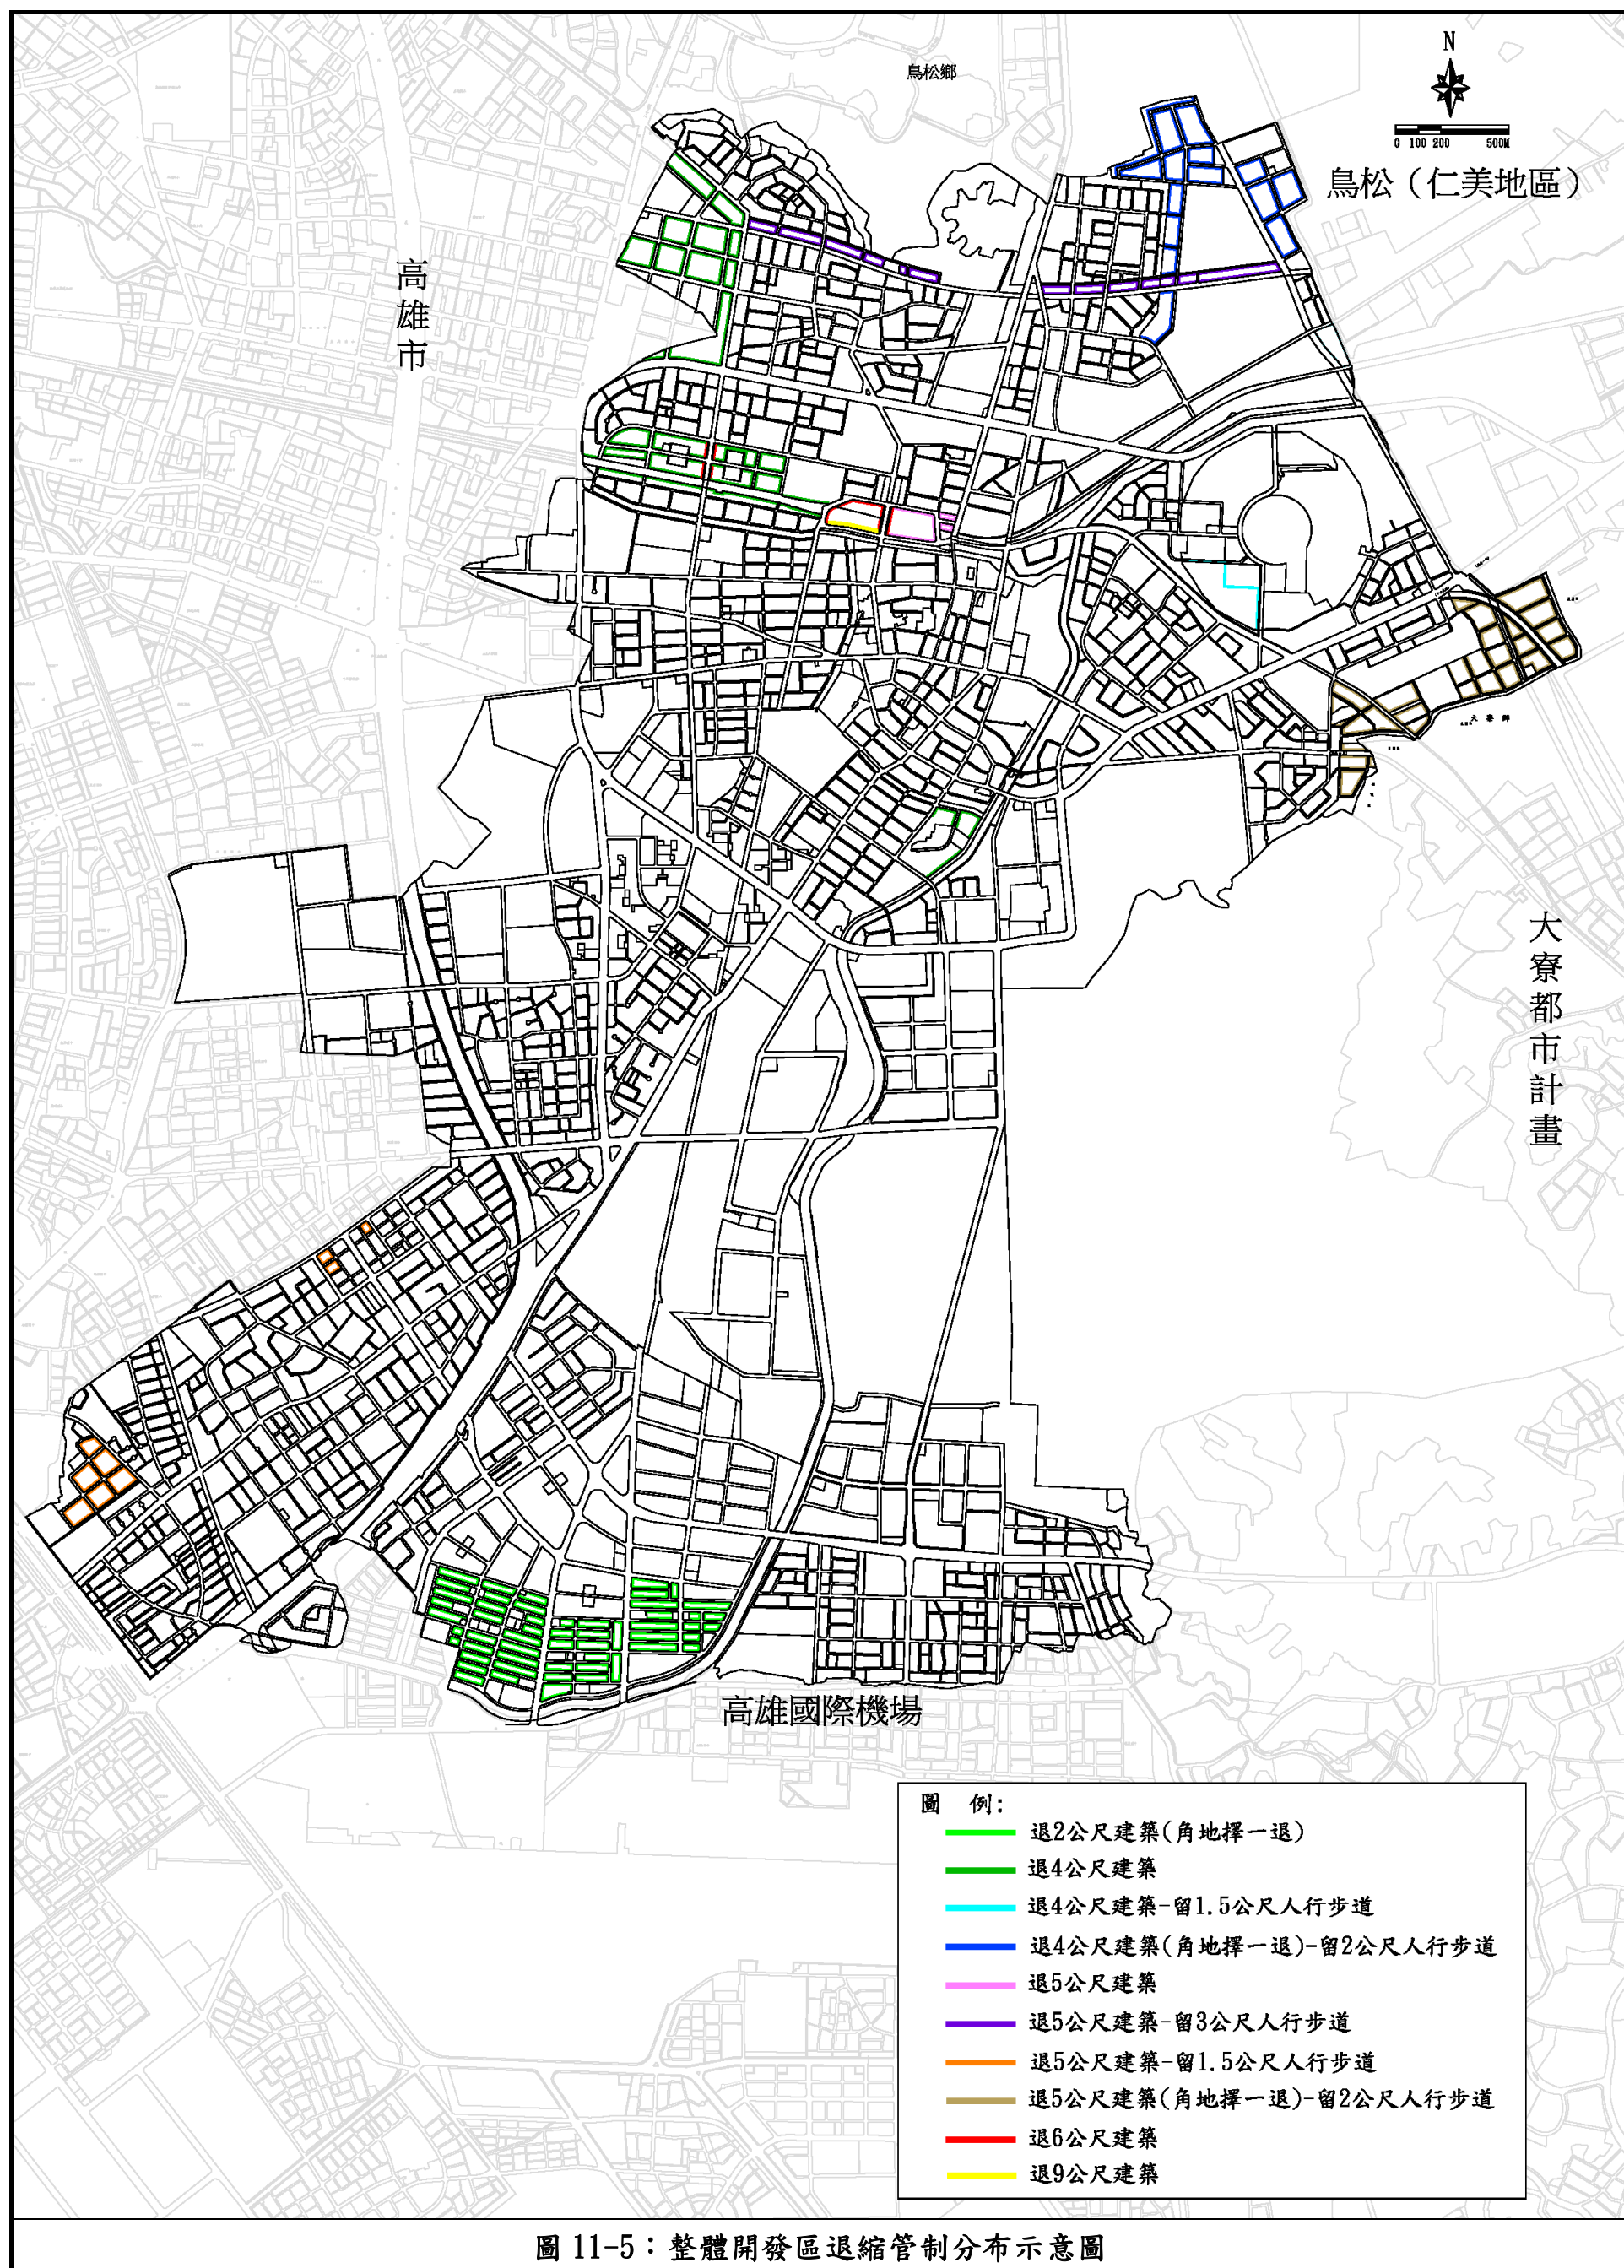 鳥松鄉
N
0 100 200 500M
鳥松（仁美地區）
高雄市
大寮鄉
大寮都市計畫
高雄國際機場
圖 例:
退2公尺建築(角地擇一退)
退4公尺建築
退4公尺建築-留1.5公尺人行步道
退4公尺建築(角地擇一退)-留2公尺人行步道
退5公尺建築
退5公尺建築-留3公尺人行步道
退5公尺建築-留1.5公尺人行步道
退5公尺建築(角地擇一退)-留2公尺人行步道
退6公尺建築
退9公尺建築
圖 11-5：整體開發區退縮管制分布示意圖